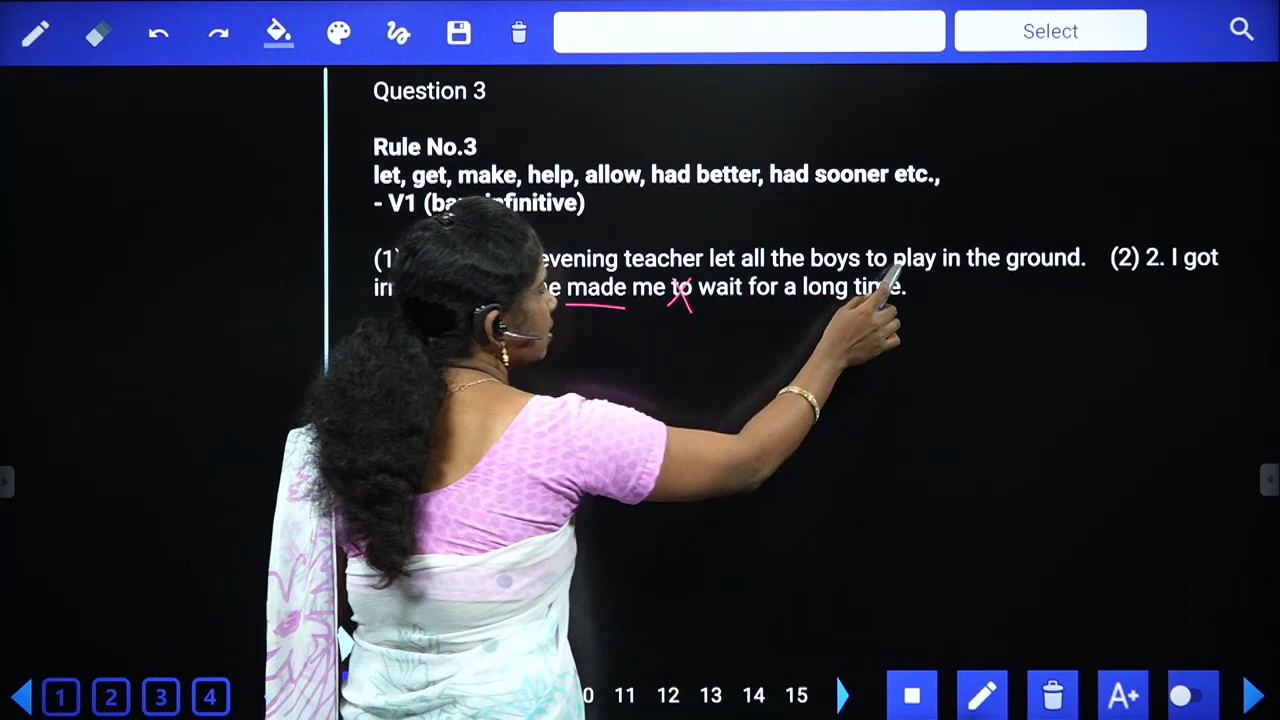 Select
Question 3
Rule No.3
let, get, make, help, allow, had better, had sooner etc.,
- V1 infinitive)
(1) evening teacher let all the boys to play in the ground. (2) 2. I got
made me to wait for a long time.
1 2 3 4 11 12 13 14 15
A+